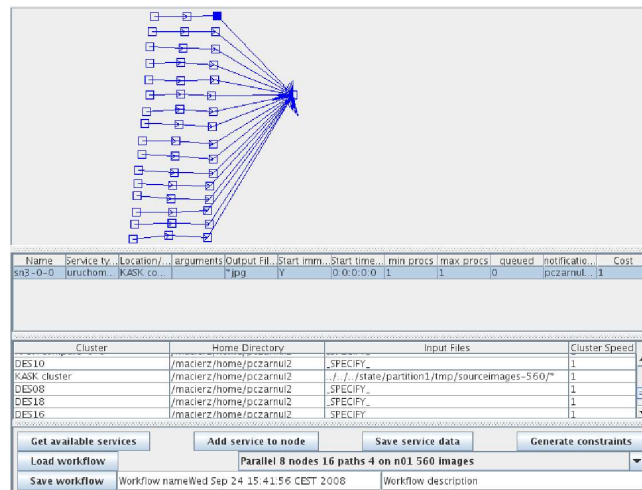 Name Service ty... Location/... arguments Output Fil... Start imm... Start time... min procs max procs queued notificatio... Cost
sn3-0-0 uruchom... KASK co... *jpg Y 0:0:0:0:0 1 1 0 pczarnul... 1
Cluster Home Directory Input Files Cluster Speed
DES10 /macierz/home/pczarnul2 _SPECIFY_ 1
KASK cluster /macierz/home/pczarnul2 ../../../state/partition1/tmp/sourceimages-560/* 1
DES08 /macierz/home/pczarnul2 _SPECIFY_ 1
DES18 /macierz/home/pczarnul2 _SPECIFY_ 1
DES16 /macierz/home/pczarnul2 _SPECIFY_ 1
Get available services Add service to node Save service data Generate constraints
Load workflow Parallel 8 nodes 16 paths 4 on n01 560 images
Save workflow Workflow nameWed Sep 24 15:41:56 CEST 2008 Workflow description